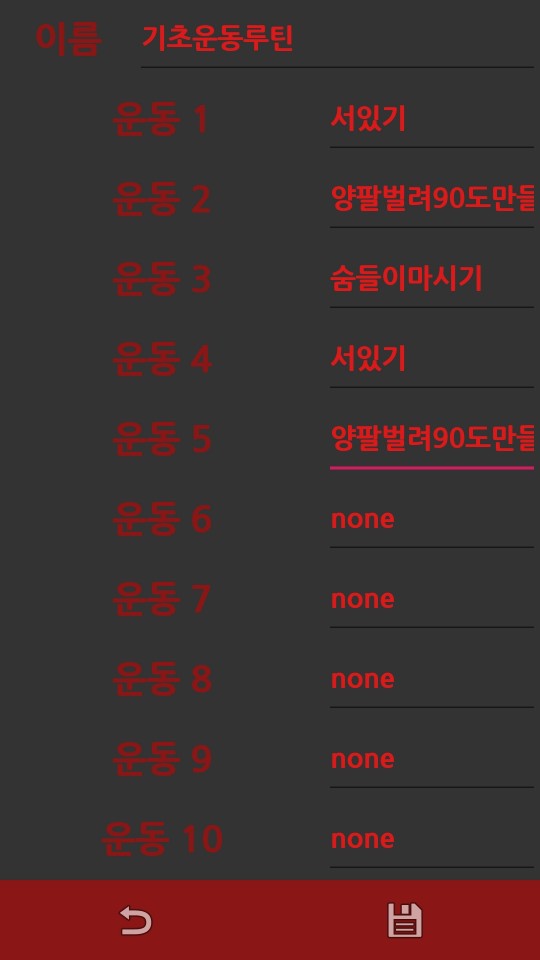 이름 기초운동루틴
운동 1 서있기
운동 2 양팔벌려90도만들
운동 3 숨들이마시기
운동 4 서있기
운동 5 양팔벌려90도만들
운동 6 none
운동 7 none
운동 8 none
운동 9 none
운동 10 none